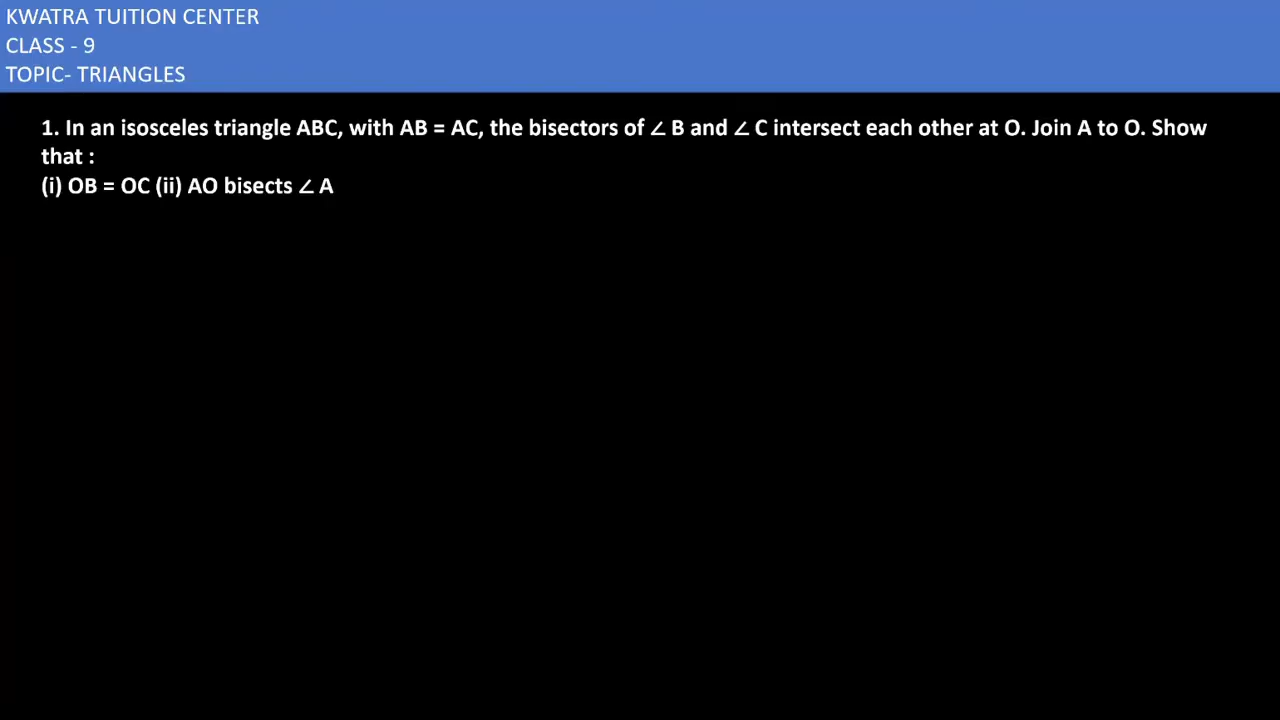 KWATRA TUITION CENTER
CLASS - 9
TOPIC- TRIANGLES
1. In an isosceles triangle ABC, with AB = AC, the bisectors of ∠ B and ∠ C intersect each other at O. Join A to O. Show
that :
(i) OB = OC (ii) AO bisects ∠ A